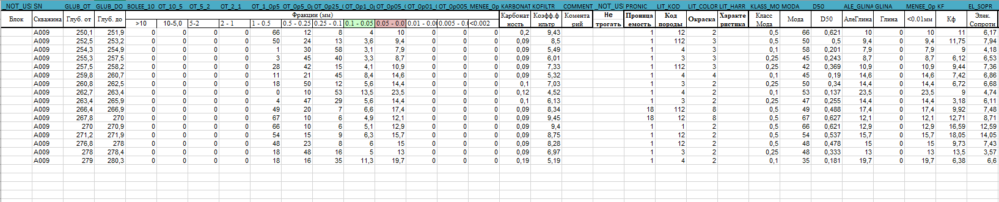 _NOT_US SN GLUB_OT GLUB_DO BOLEE_10 OT_10_5 OT_5_2 OT_2_1 OT_1_0p5 OT_0p5_0 OT_0p25_ OT_0p1_0p OT_0p05_0 OT_0p01_0 OT_0p005_ MENEE_0p KARBONAT KOFILTR COMMENT _NOT_US PRONIC LIT_KOD LIT_COLOR LIT_HARR KLASS_MO MODA D50 ALE_GLINA GLINA MENEE_0p KF EL_SOPR
Блок Скважина Глуб. от Глуб. до Фракции (мм) Карбонатность Коэфф.фильтр Коментарий Не трогать Проницаемость Код породы Окраска Характеристика Класс Мода Мода D50 АлеГлина Глина <0.01мм Кф Элек. Сопроти
>10 10-5,0 5-2 2 - 1 1 - 0.5 0.5 - 0.25 0.25 - 0.1 0.1 - 0.05 0.05 - 0.0 0.01 - 0.00 0.005 - 0. <0.002
A009 250,1 251,9 0 0 0 0 66 12 8 4 10 0 0 0 0,2 9,43 1 12 2 0,5 66 0,621 10 0 10 11 6,17
A009 252,5 253,2 0 0 0 0 50 24 13 3,6 9,4 0 0 0 0,09 8,5 1 112 3 0,5 50 0,5 9,4 0 9,4 11,75 7,94
A009 254,3 254,9 0 0 0 0 1 30 58 3,1 7,9 0 0 0 0,09 5,49 1 4 3 0,1 58 0,201 7,9 0 7,9 9 4,18
A009 255,3 257,5 0 0 0 0 3 45 40 3,3 8,7 0 0 0 0,09 6,01 1 3 3 0,25 45 0,243 8,7 0 8,7 6,12 6,53
A009 257,5 258,2 0 0 0 0 28 42 15 4,1 10,9 0 0 0 0,09 7,33 1 112 3 0,25 42 0,369 10,9 0 10,9 9,44 7,36
A009 259,8 260,7 0 0 0 0 11 21 45 8,4 14,6 0 0 0 0,09 5,32 1 4 4 0,1 45 0,19 14,6 0 14,6 7,42 6,86
A009 260,8 262,5 0 0 0 0 18 50 12 5,6 14,4 0 0 0 0,1 7,03 1 3 2 0,25 50 0,34 14,4 0 14,4 6,72 6,68
A009 262,7 263,4 0 0 0 0 0 10 53 13,5 23,5 0 0 0 0,12 4,52 1 4 2 0,1 53 0,137 23,5 0 23,5 9 4,74
A009 263,4 265,9 0 0 0 0 4 47 29 5,6 14,4 0 0 0 0,1 6,13 1 3 2 0,25 47 0,255 14,4 0 14,4 3,18 6,11
A009 266,4 266,9 0 0 0 0 49 20 7 6,6 17,4 0 0 0 0,09 8,34 18 112 8 0,5 49 0,488 17,4 0 17,4 9,92 7,48
A009 267,8 270 0 0 0 0 67 10 6 4,9 12,1 0 0 0 0,09 9,45 18 12 8 0,5 67 0,627 12,1 0 12,1 12,71 8,71
A009 270 270,9 0 0 0 0 66 10 6 5,1 12,9 0 0 0 0,09 9,4 1 1 2 0,5 66 0,621 12,9 0 12,9 16,59 12,59
A009 271,2 271,9 0 0 0 0 54 15 9 6,3 15,7 0 0 0 0,09 8,75 1 12 2 0,5 54 0,537 15,7 0 15,7 18,05 14,05
A009 276,8 278 0 0 0 0 48 23 8 6 15 0 0 0 0,09 8,28 1 12 2 0,5 48 0,478 15 0 15 9,73 7,43
A009 278 278,4 0 0 0 0 18 48 16 5 13 0 0 0 0,09 6,97 1 3 2 0,25 48 0,333 13 0 13 13,5 3,57
A009 279 280,3 0 0 0 0 18 16 35 11,3 19,7 0 0 0 0,19 5,19 1 4 2 0,1 35 0,181 19,7 0 19,7 6,38 6,6